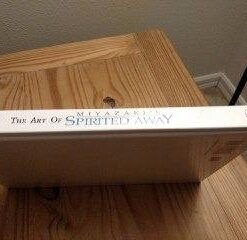 THE ART OF
MIYAZAKI'S
SPIRITED AWAY